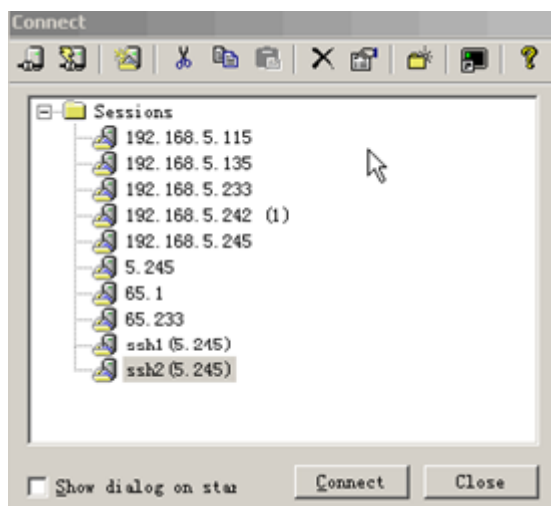 Connect
Sessions
192.168.5.115
192.168.5.135
192.168.5.233
192.168.5.242 (1)
192.168.5.245
5.245
65.1
65.233
ssh1(5.245)
ssh2(5.245)
Show dialog on star
Connect
Close